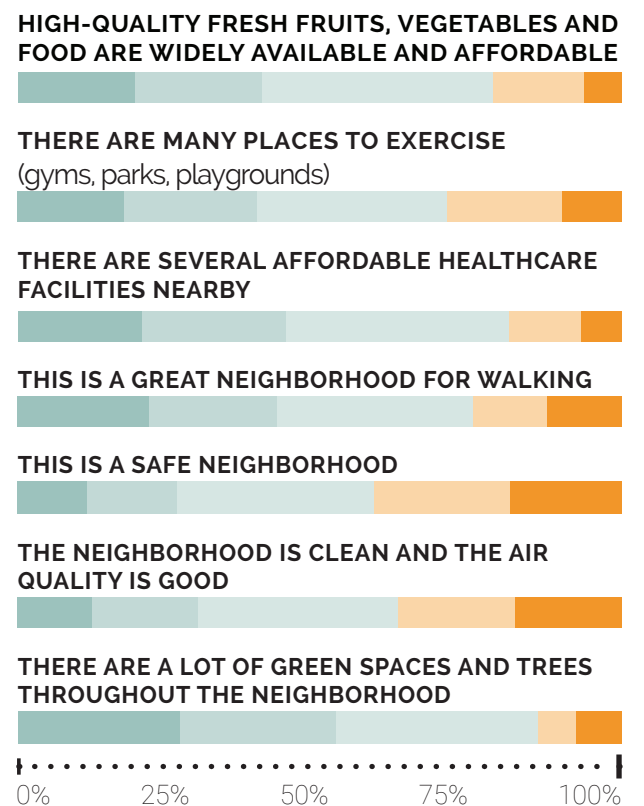 HIGH-QUALITY FRESH FRUITS, VEGETABLES AND
FOOD ARE WIDELY AVAILABLE AND AFFORDABLE
THERE ARE MANY PLACES TO EXERCISE
(gyms, parks, playgrounds)
THERE ARE SEVERAL AFFORDABLE HEALTHCARE
FACILITIES NEARBY
THIS IS A GREAT NEIGHBORHOOD FOR WALKING
THIS IS A SAFE NEIGHBORHOOD
THE NEIGHBORHOOD IS CLEAN AND THE AIR
QUALITY IS GOOD
THERE ARE A LOT OF GREEN SPACES AND TREES
THROUGHOUT THE NEIGHBORHOOD
0% 25% 50% 75% 100%